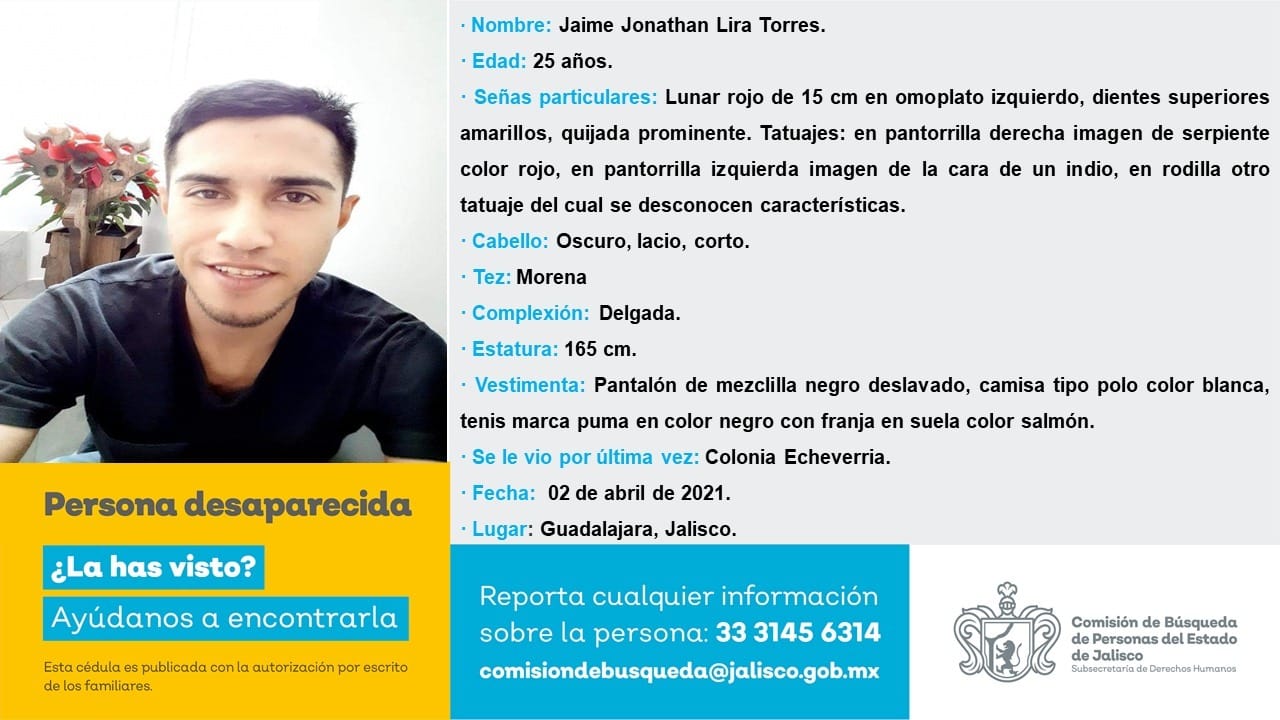 · Nombre: Jaime Jonathan Lira Torres.
· Edad: 25 años.
· Señas particulares: Lunar rojo de 15 cm en omoplato izquierdo, dientes superiores
amarillos, quijada prominente. Tatuajes: en pantorrilla derecha imagen de serpiente
color rojo, en pantorrilla izquierda imagen de la cara de un indio, en rodilla otro
tatuaje del cual se desconocen características.
· Cabello: Oscuro, lacio, corto.
· Tez: Morena
· Complexión: Delgada.
· Estatura: 165 cm.
· Vestimenta: Pantalón de mezclilla negro deslavado, camisa tipo polo color blanca,
tenis marca puma en color negro con franja en suela color salmón.
· Se le vio por última vez: Colonia Echeverria.
· Fecha: 02 de abril de 2021.
· Lugar: Guadalajara, Jalisco.
Persona desaparecida
¿La has visto?
Ayúdanos a encontrarla
Esta cédula es publicada con la autorización por escrito
de los familiares.
Reporta cualquier información
sobre la persona: 33 3145 6314
comisiondebusqueda@jalisco.gob.mx
Comisión de Búsqueda
de Personas del Estado
de Jalisco
Subsecretaría de Derechos Humanos